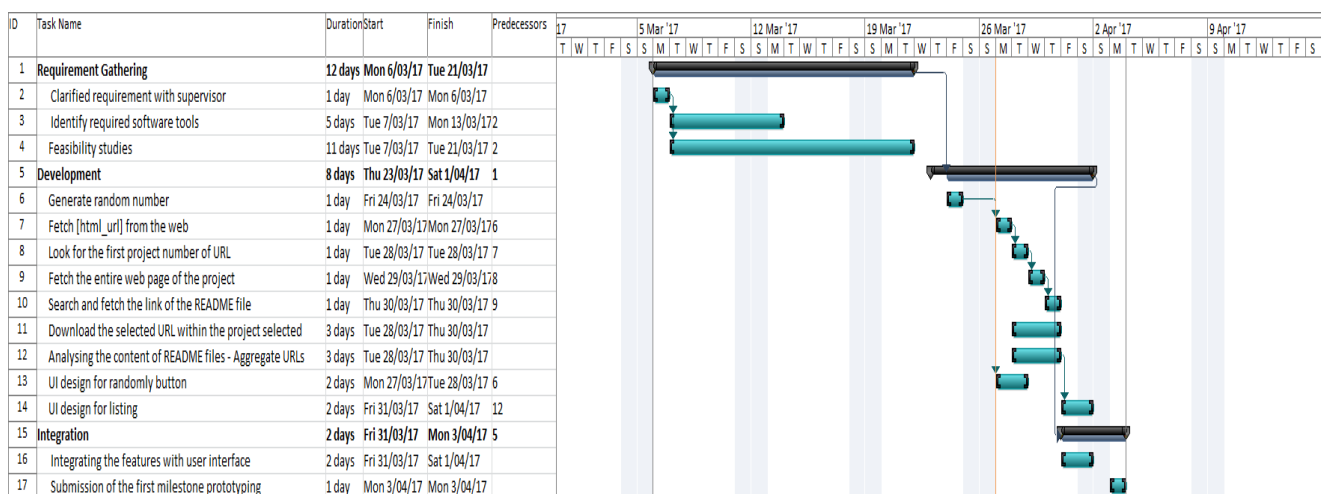 ID Task Name Duration Start Finish Predecessors 17 5 Mar '17 12 Mar '17 19 Mar '17 26 Mar '17 2 Apr '17 9 Apr '17
T W T F S S M T W T F S S M T W T F S S M T W T F S S M T W T F S S M T W T F S S M T W T F S
1 Requirement Gathering 12 days Mon 6/03/17 Tue 21/03/17
2 Clarified requirement with supervisor 1 day Mon 6/03/17 Mon 6/03/17
3 Identify required software tools 5 days Tue 7/03/17 Mon 13/03/17 2
4 Feasibility studies 11 days Tue 7/03/17 Tue 21/03/17 2
5 Development 8 days Thu 23/03/17 Sat 1/04/17 1
6 Generate random number 1 day Fri 24/03/17 Fri 24/03/17
7 Fetch [html_url] from the web 1 day Mon 27/03/17 Mon 27/03/17 6
8 Look for the first project number of URL 1 day Tue 28/03/17 Tue 28/03/17 7
9 Fetch the entire web page of the project 1 day Wed 29/03/17 Wed 29/03/17 8
10 Search and fetch the link of the README file 1 day Thu 30/03/17 Thu 30/03/17 9
11 Download the selected URL within the project selected 3 days Tue 28/03/17 Thu 30/03/17
12 Analysing the content of README files - Aggregate URLs 3 days Tue 28/03/17 Thu 30/03/17
13 UI design for randomly button 2 days Mon 27/03/17 Tue 28/03/17 6
14 UI design for listing 2 days Fri 31/03/17 Sat 1/04/17 12
15 Integration 2 days Fri 31/03/17 Mon 3/04/17 5
16 Integrating the features with user interface 2 days Fri 31/03/17 Sat 1/04/17
17 Submission of the first milestone prototyping 1 day Mon 3/04/17 Mon 3/04/17